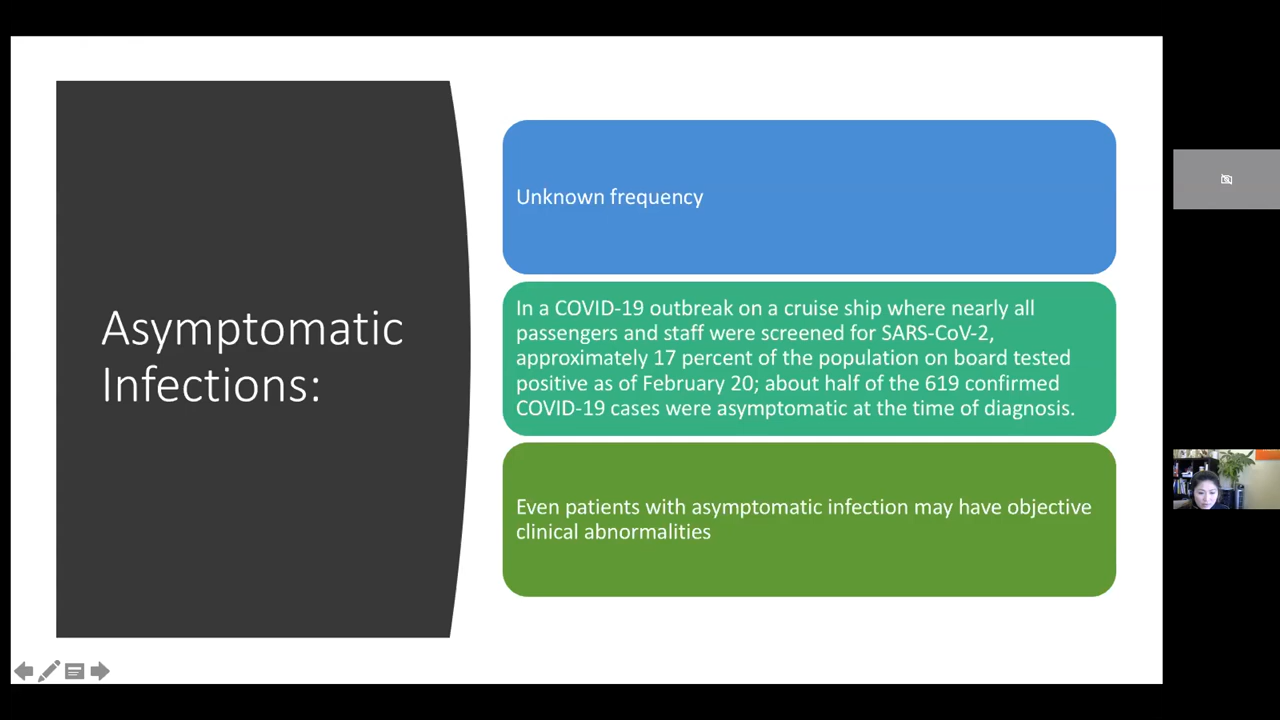 Asymptomatic
Infections:
Unknown frequency
In a COVID-19 outbreak on a cruise ship where nearly all
passengers and staff were screened for SARS-CoV-2,
approximately 17 percent of the population on board tested
positive as of February 20; about half of the 619 confirmed
COVID-19 cases were asymptomatic at the time of diagnosis.
Even patients with asymptomatic infection may have objective
clinical abnormalities